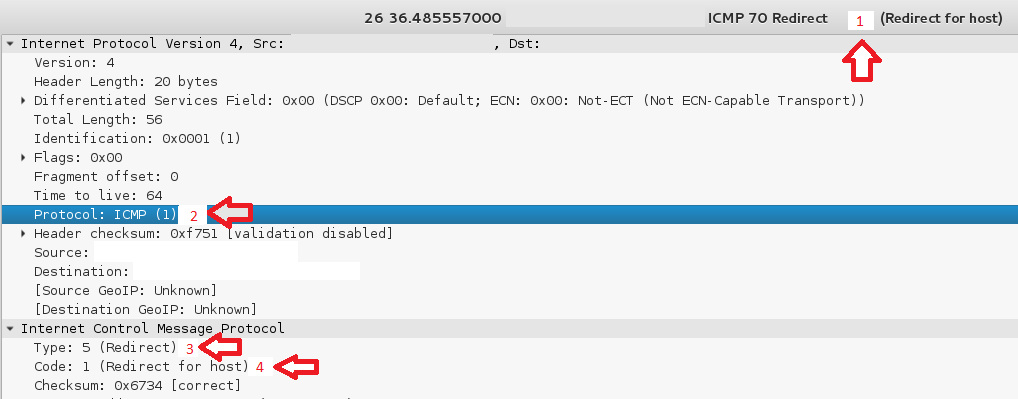 26 36.485557000 ICMP 70 Redirect 1 (Redirect for host)
Internet Protocol Version 4, Src: , Dst:
Version: 4
Header Length: 20 bytes
Differentiated Services Field: 0x00 (DSCP 0x00: Default; ECN: 0x00: Not-ECT (Not ECN-Capable Transport))
Total Length: 56
Identification: 0x0001 (1)
Flags: 0x00
Fragment offset: 0
Time to live: 64
Protocol: ICMP (1) 2
Header checksum: 0xf751 [validation disabled]
Source:
Destination:
[Source GeoIP: Unknown]
[Destination GeoIP: Unknown]
Internet Control Message Protocol
Type: 5 (Redirect) 3
Code: 1 (Redirect for host) 4
Checksum: 0x6734 [correct]